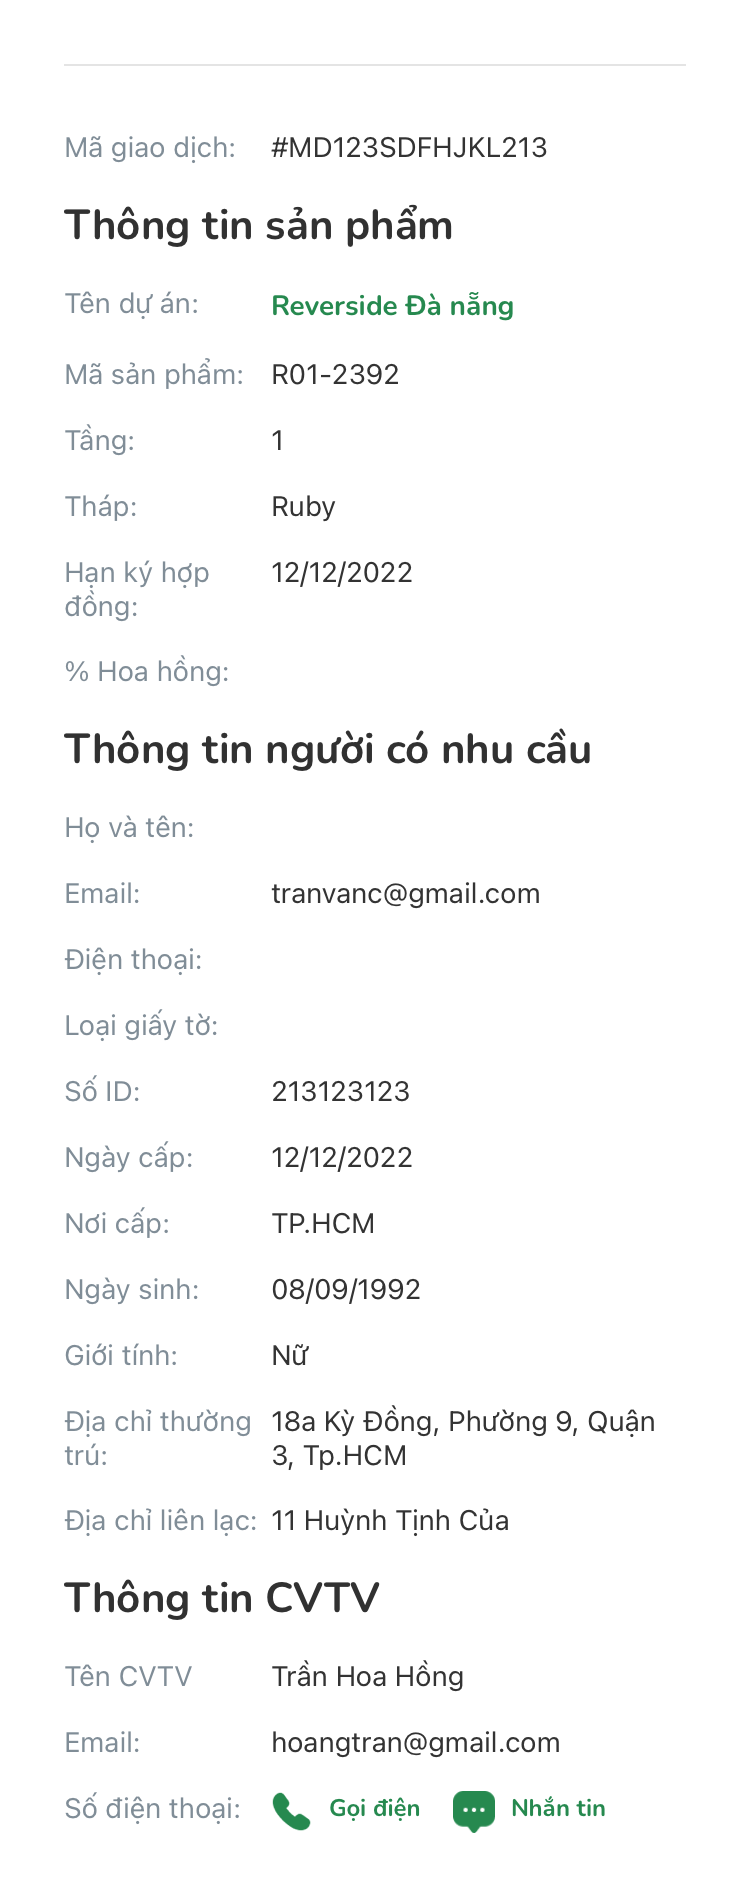 Mã giao dịch: #MD123SDFHJKL213
Thông tin sản phẩm
Tên dự án: Reverside Đà nẵng
Mã sản phẩm: R01-2392
Tầng: 1
Tháp: Ruby
Hạn ký hợp 12/12/2022
đồng:
% Hoa hồng:
Thông tin người có nhu cầu
Họ và tên:
Email: tranvanc@gmail.com
Điện thoại:
Loại giấy tờ:
Số ID: 213123123
Ngày cấp: 12/12/2022
Nơi cấp: TP.HCM
Ngày sinh: 08/09/1992
Giới tính: Nữ
Địa chỉ thường 18a Kỳ Đồng, Phường 9, Quận
trú: 3, Tp.HCM
Địa chỉ liên lạc: 11 Huỳnh Tịnh Của
Thông tin CVTV
Tên CVTV Trần Hoa Hồng
Email: hoangtran@gmail.com
Số điện thoại: Gọi điện Nhắn tin